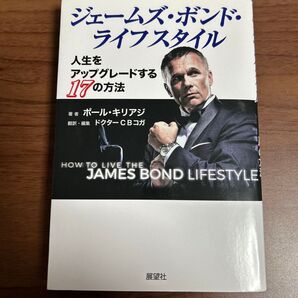 ジェームズ・ボンド・
ライフスタイル
人生を
アップグレードする
17の方法
著者 ポール・キリアジ
翻訳・編集 ドクターCBコガ
HOW TO LIVE THE
JAMES BOND LIFESTYLE
展望社